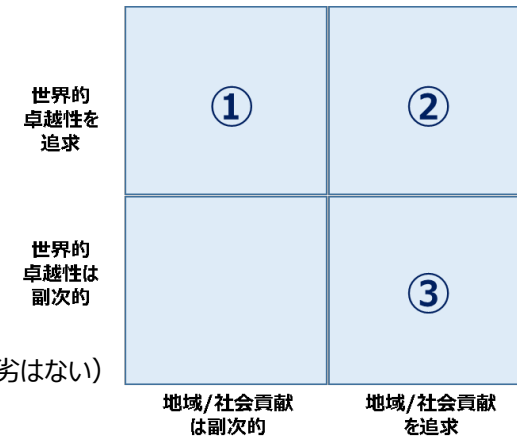 世界的
卓越性を
追求
①
②
世界的
卓越性は
副次的
③
劣はない）
地域/社会貢献
は副次的
地域/社会貢献
を追求